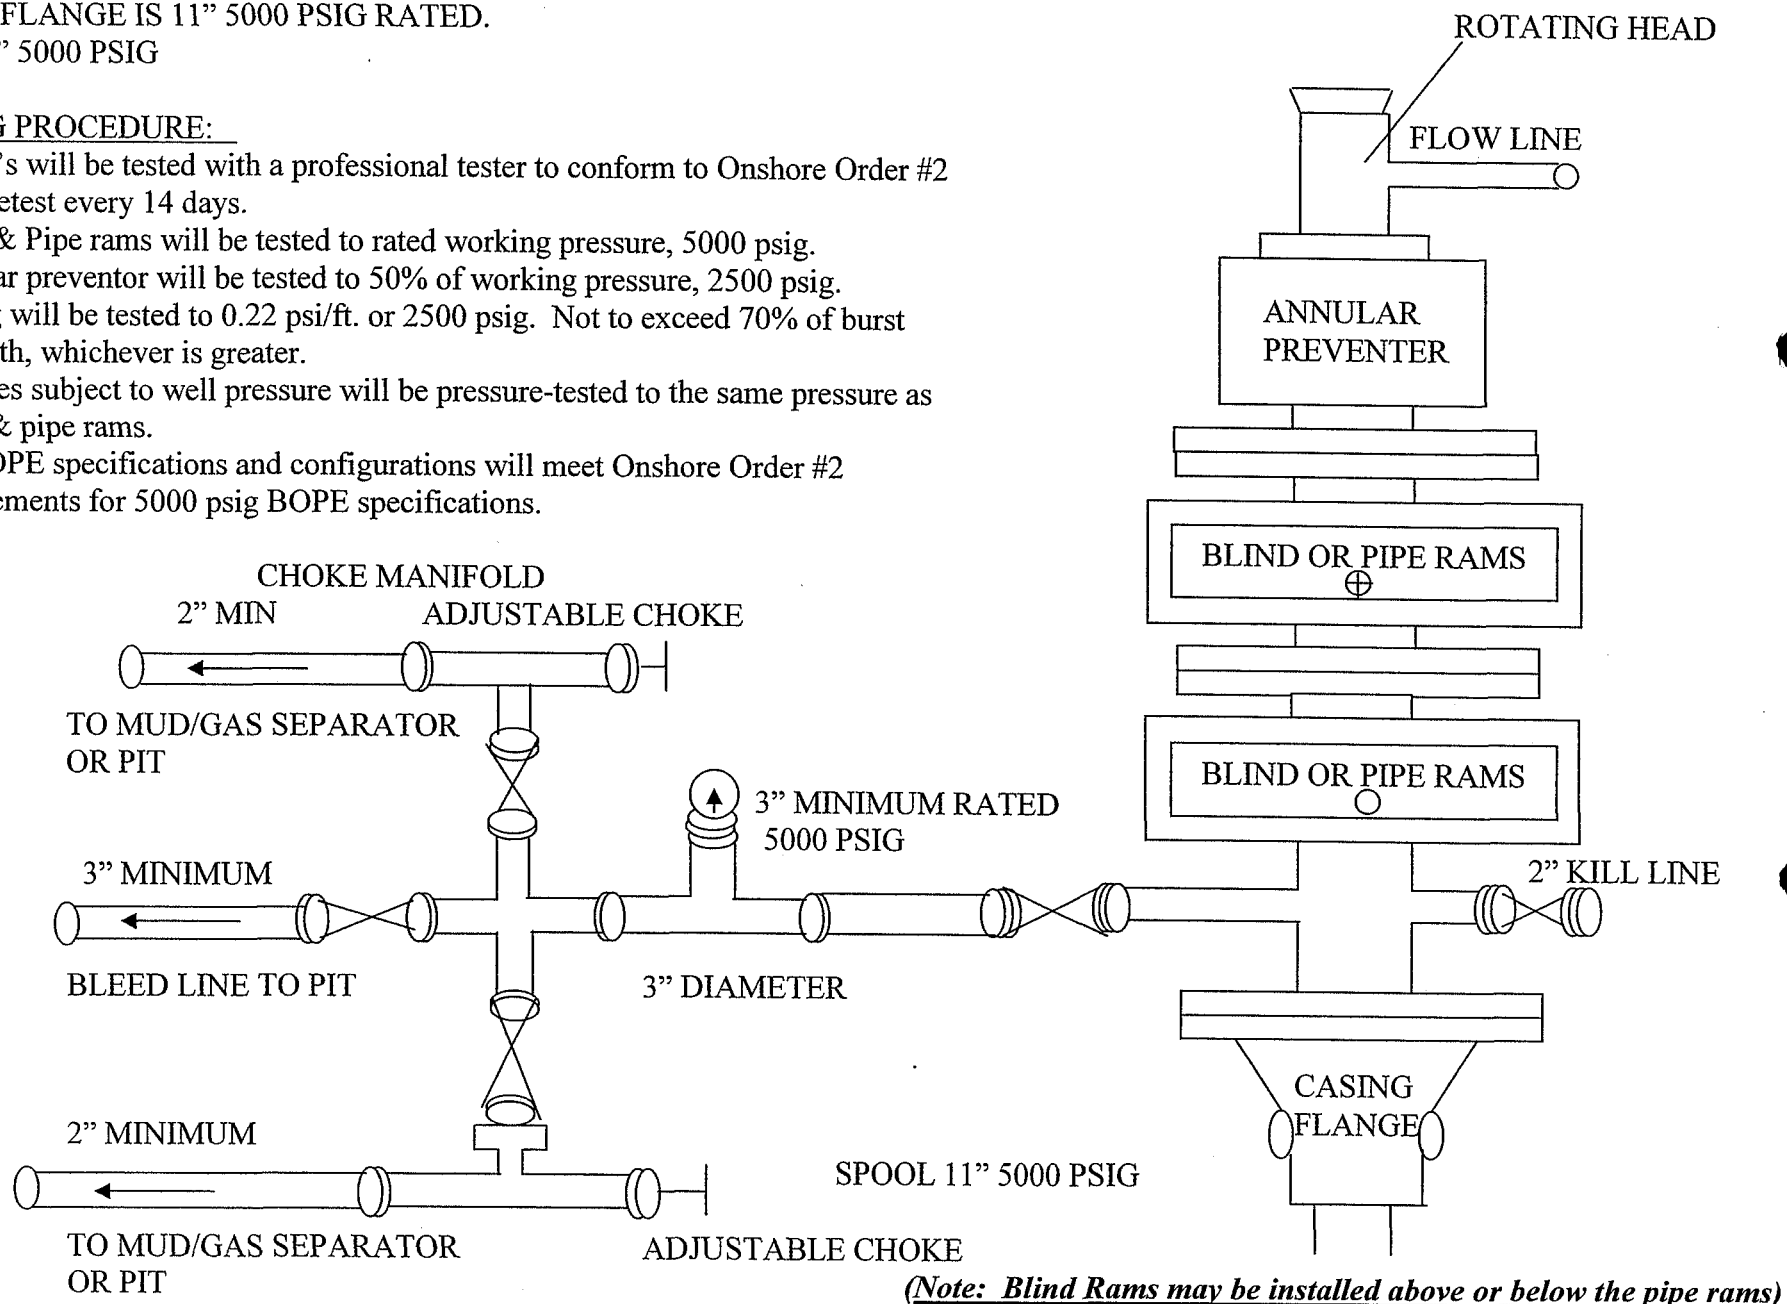 FLANGE IS 11” 5000 PSIG RATED.
” 5000 PSIG
G PROCEDURE:
’s will be tested with a professional tester to conform to Onshore Order #2
etest every 14 days.
& Pipe rams will be tested to rated working pressure, 5000 psig.
ar preventor will be tested to 50% of working pressure, 2500 psig.
will be tested to 0.22 psi/ft. or 2500 psig. Not to exceed 70% of burst
th, whichever is greater.
es subject to well pressure will be pressure-tested to the same pressure as
& pipe rams.
OPE specifications and configurations will meet Onshore Order #2
ements for 5000 psig BOPE specifications.
ROTATING HEAD
FLOW LINE
ANNULAR
PREVENTER
BLIND OR PIPE RAMS
BLIND OR PIPE RAMS
CHOKE MANIFOLD
2” MIN
ADJUSTABLE CHOKE
TO MUD/GAS SEPARATOR
OR PIT
3” MINIMUM RATED
5000 PSIG
3” MINIMUM
2” KILL LINE
BLEED LINE TO PIT
3” DIAMETER
CASING
FLANGE
2” MINIMUM
SPOOL 11” 5000 PSIG
TO MUD/GAS SEPARATOR
OR PIT
ADJUSTABLE CHOKE
(Note: Blind Rams may be installed above or below the pipe rams)